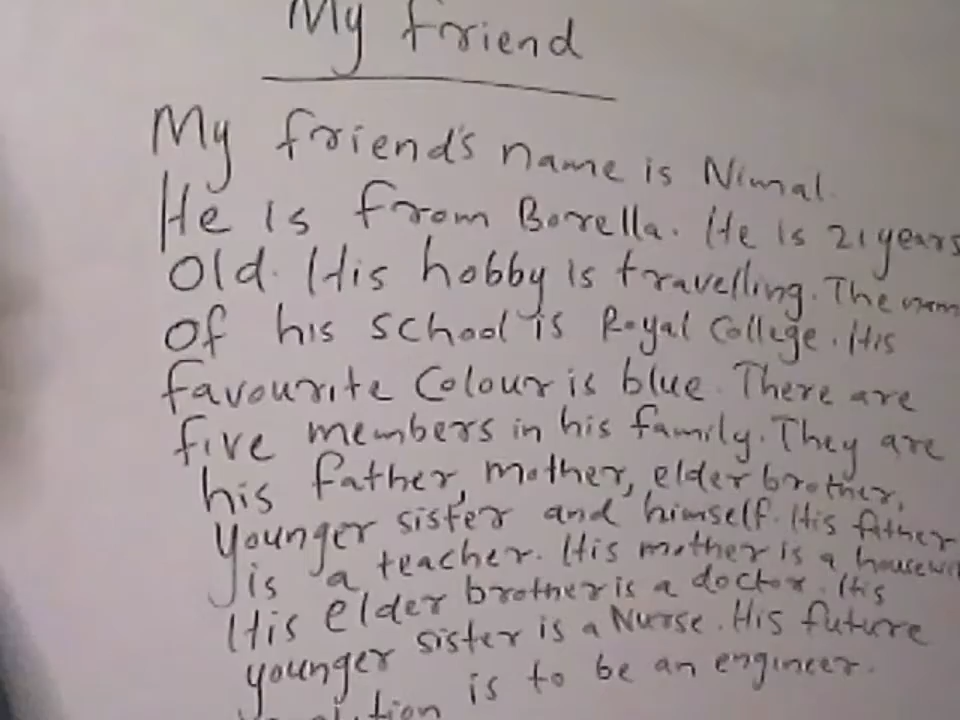 My friend
My friend's name is Nimal.
He is from Borella. He is 21 years
old. His hobby is travelling. The nam
of his school is Royal College. His
favourite colour is blue. There are
five members in his family. They are
his father, mother, elder brother,
younger sister and himself. His father
is a teacher. His mother is a housewi
His elder brother is a doctor. His
younger sister is a Nurse. His future
is to be an engineer.